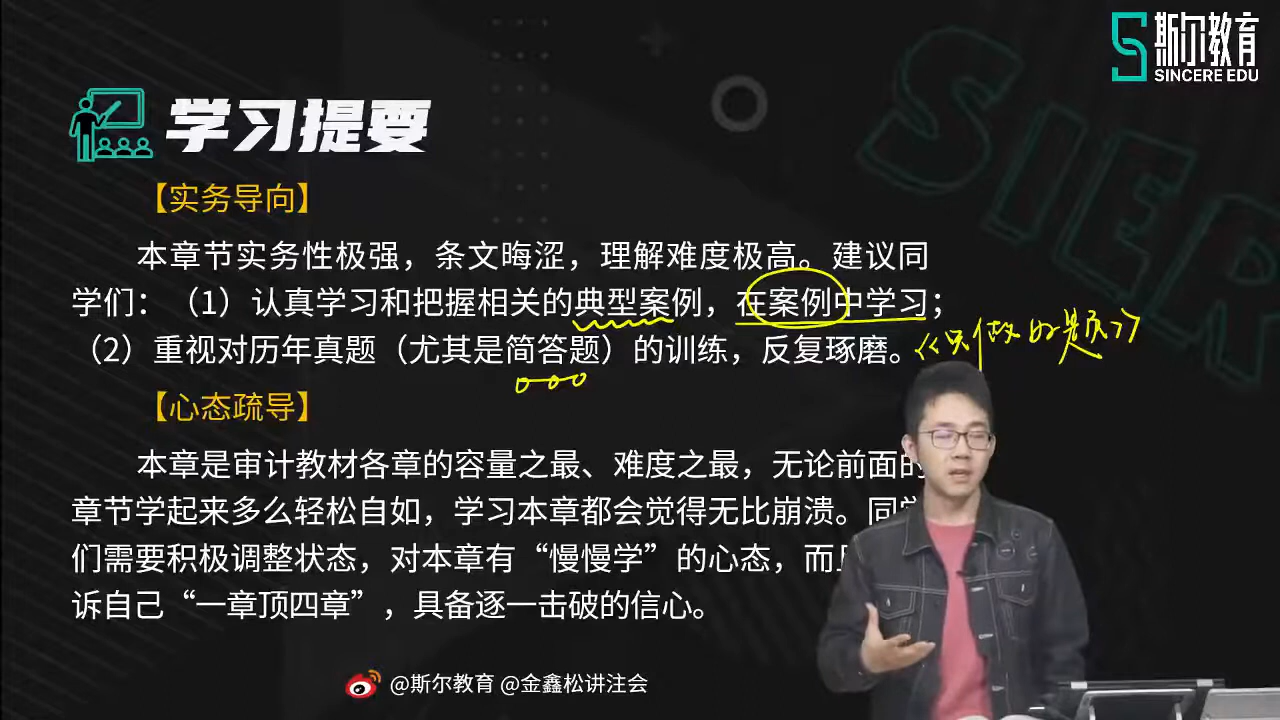 斯尔教育
SINCERE EDU
学习提要
【实务导向】
本章节实务性极强，条文晦涩，理解难度极高。建议同
学们：（1）认真学习和把握相关的典型案例，在案例中学习；
（2）重视对历年真题（尤其是简答题）的训练，反复琢磨。
《只做好题》
【心态疏导】
本章是审计教材各章的容量之最、难度之最，无论前面的
章节学起来多么轻松自如，学习本章都会觉得无比崩溃。同学
们需要积极调整状态，对本章有“慢慢学”的心态，而
诉自己“一章顶四章”，具备逐一击破的信心。
@斯尔教育 @金鑫松讲注会
SIER